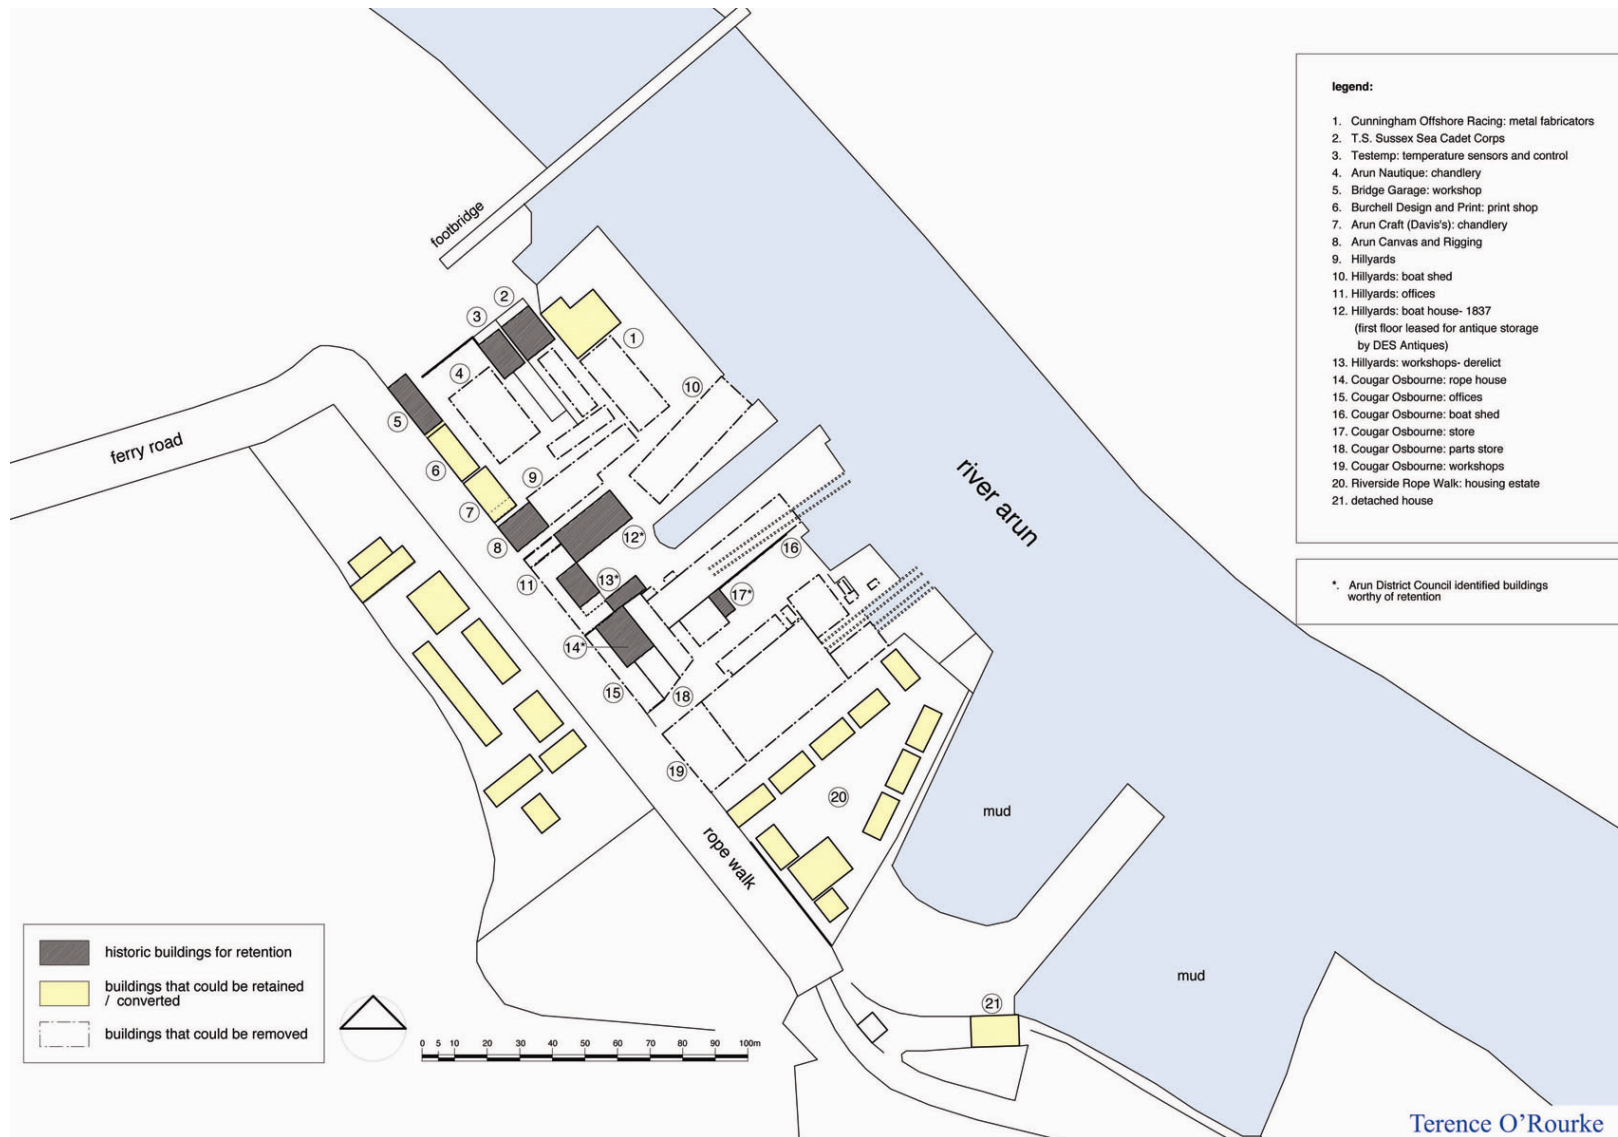 footbridge
ferry road
river arun
rope walk
mud
mud
1
2
3
4
5
6
7
8
9
10
11
12*
13*
14*
15
16
17*
18
19
20
21
legend:
1. Cunningham Offshore Racing: metal fabricators
2. T.S. Sussex Sea Cadet Corps
3. Testemp: temperature sensors and control
4. Arun Nautique: chandlery
5. Bridge Garage: workshop
6. Burchell Design and Print: print shop
7. Arun Craft (Davis's): chandlery
8. Arun Canvas and Rigging
9. Hillyards
10. Hillyards: boat shed
11. Hillyards: offices
12. Hillyards: boat house- 1837
(first floor leased for antique storage
by DES Antiques)
13. Hillyards: workshops- derelict
14. Cougar Osbourne: rope house
15. Cougar Osbourne: offices
16. Cougar Osbourne: boat shed
17. Cougar Osbourne: store
18. Cougar Osbourne: parts store
19. Cougar Osbourne: workshops
20. Riverside Rope Walk: housing estate
21. detached house
*. Arun District Council identified buildings
worthy of retention
historic buildings for retention
buildings that could be retained
/ converted
buildings that could be removed
0 5 10 20 30 40 50 60 70 80 90 100m
Terence O'Rourke